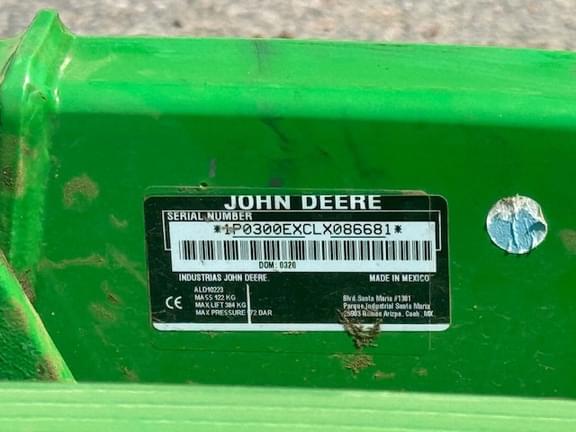 JOHN DEERE
SERIAL NUMBER
*1P0300EXCLX086681*
DOM: 0320
INDUSTRIAS JOHN DEERE. MADE IN MEXICO
ALD10223
CE MASS 122 KG
MAX LIFT 384 KG
MAX PRESSURE 172 BAR
Blvd. Santa Maria #1301
Parque Industrial Santa Maria
25903 Ramos Arizpe, Coah, MX